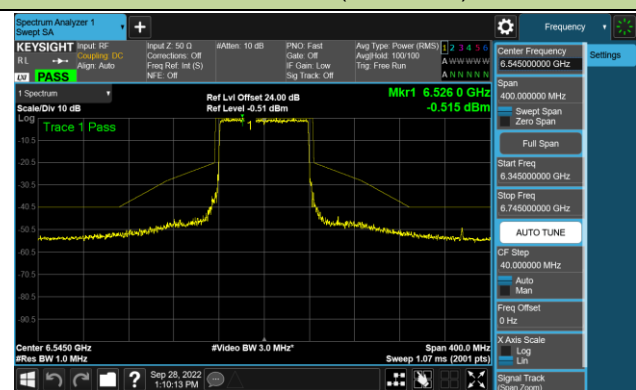 Spectrum Analyzer 1
Swept SA
Frequency
KEYSIGHT
Input: RF
Coupling: DC
Align: Auto
Input Z: 50 Ω
Corrections: Off
Freq Ref: Int (S)
NFE: Off
#Atten: 10 dB
PNO: Fast
Gate: Off
IF Gain: Low
Sig Track: Off
Avg Type: Power (RMS)
Avg|Hold: 100/100
Trig: Free Run
1 2 3 4 5 6
A W W W W W
A N N N N N
RL
LXI
PASS
1 Spectrum
Scale/Div 10 dB
Ref Lvl Offset 24.00 dB
Ref Level -0.51 dBm
Mkr1 6.526 0 GHz
-0.515 dBm
Log
Trace 1 Pass
1
-10.5
-20.5
-30.5
-40.5
-50.5
-60.5
-70.5
-80.5
-90.5
Center 6.5450 GHz
#Res BW 1.0 MHz
#Video BW 3.0 MHz*
Span 400.0 MHz
Sweep 1.07 ms (2001 pts)
Sep 28, 2022
1:10:13 PM
Center Frequency
6.545000000 GHz
Settings
Span
400.000000 MHz
Swept Span
Zero Span
Full Span
Start Freq
6.345000000 GHz
Stop Freq
6.745000000 GHz
AUTO TUNE
CF Step
40.000000 MHz
Auto
Man
Freq Offset
0 Hz
X Axis Scale
Log
Lin
Signal Track
(Span Zoom)